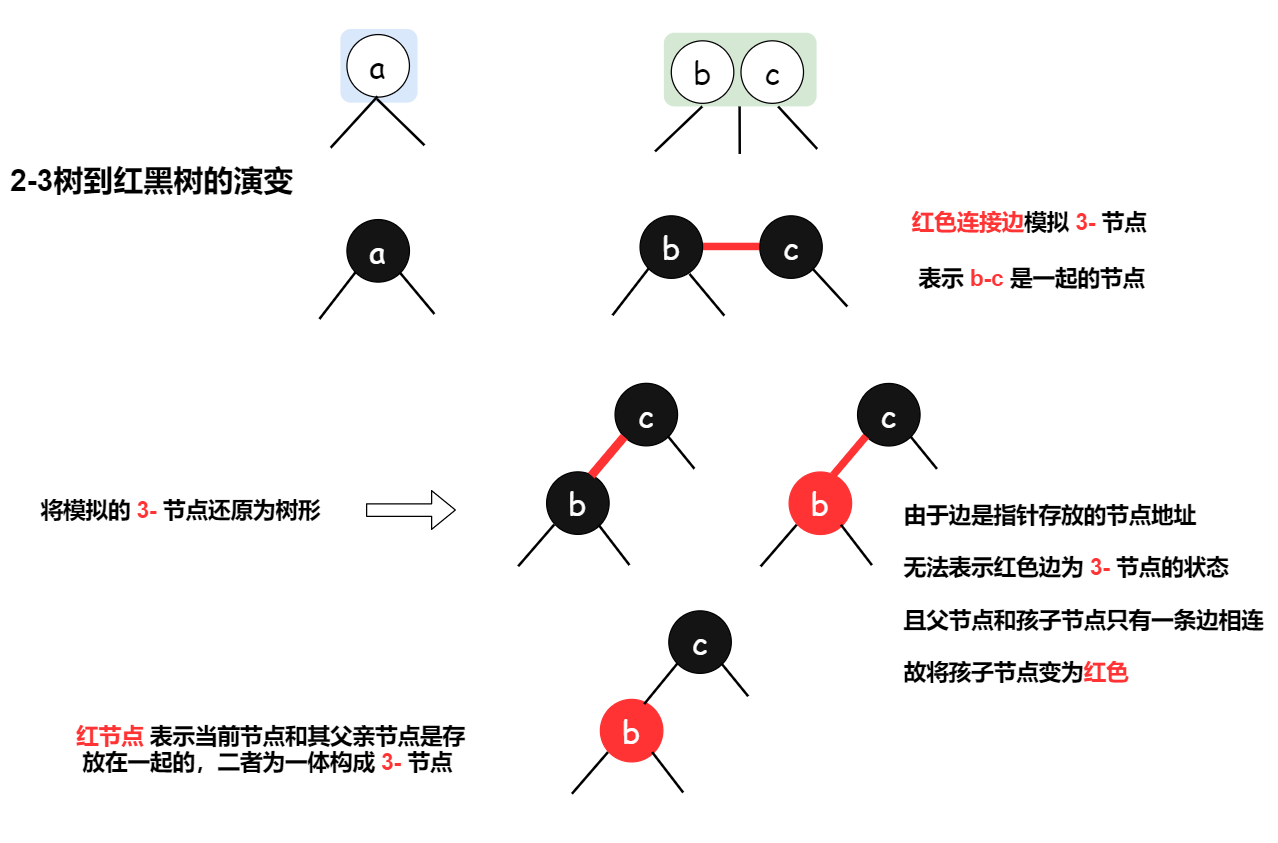 a
b c
2-3树到红黑树的演变
a
b c
红色连接边模拟 3- 节点
表示 b-c 是一起的节点
c
b
c
b
将模拟的 3- 节点还原为树形
由于边是指针存放的节点地址
无法表示红色边为 3- 节点的状态
且父节点和孩子节点只有一条边相连
故将孩子节点变为红色
c
b
红节点 表示当前节点和其父亲节点是存
放在一起的，二者为一体构成 3- 节点